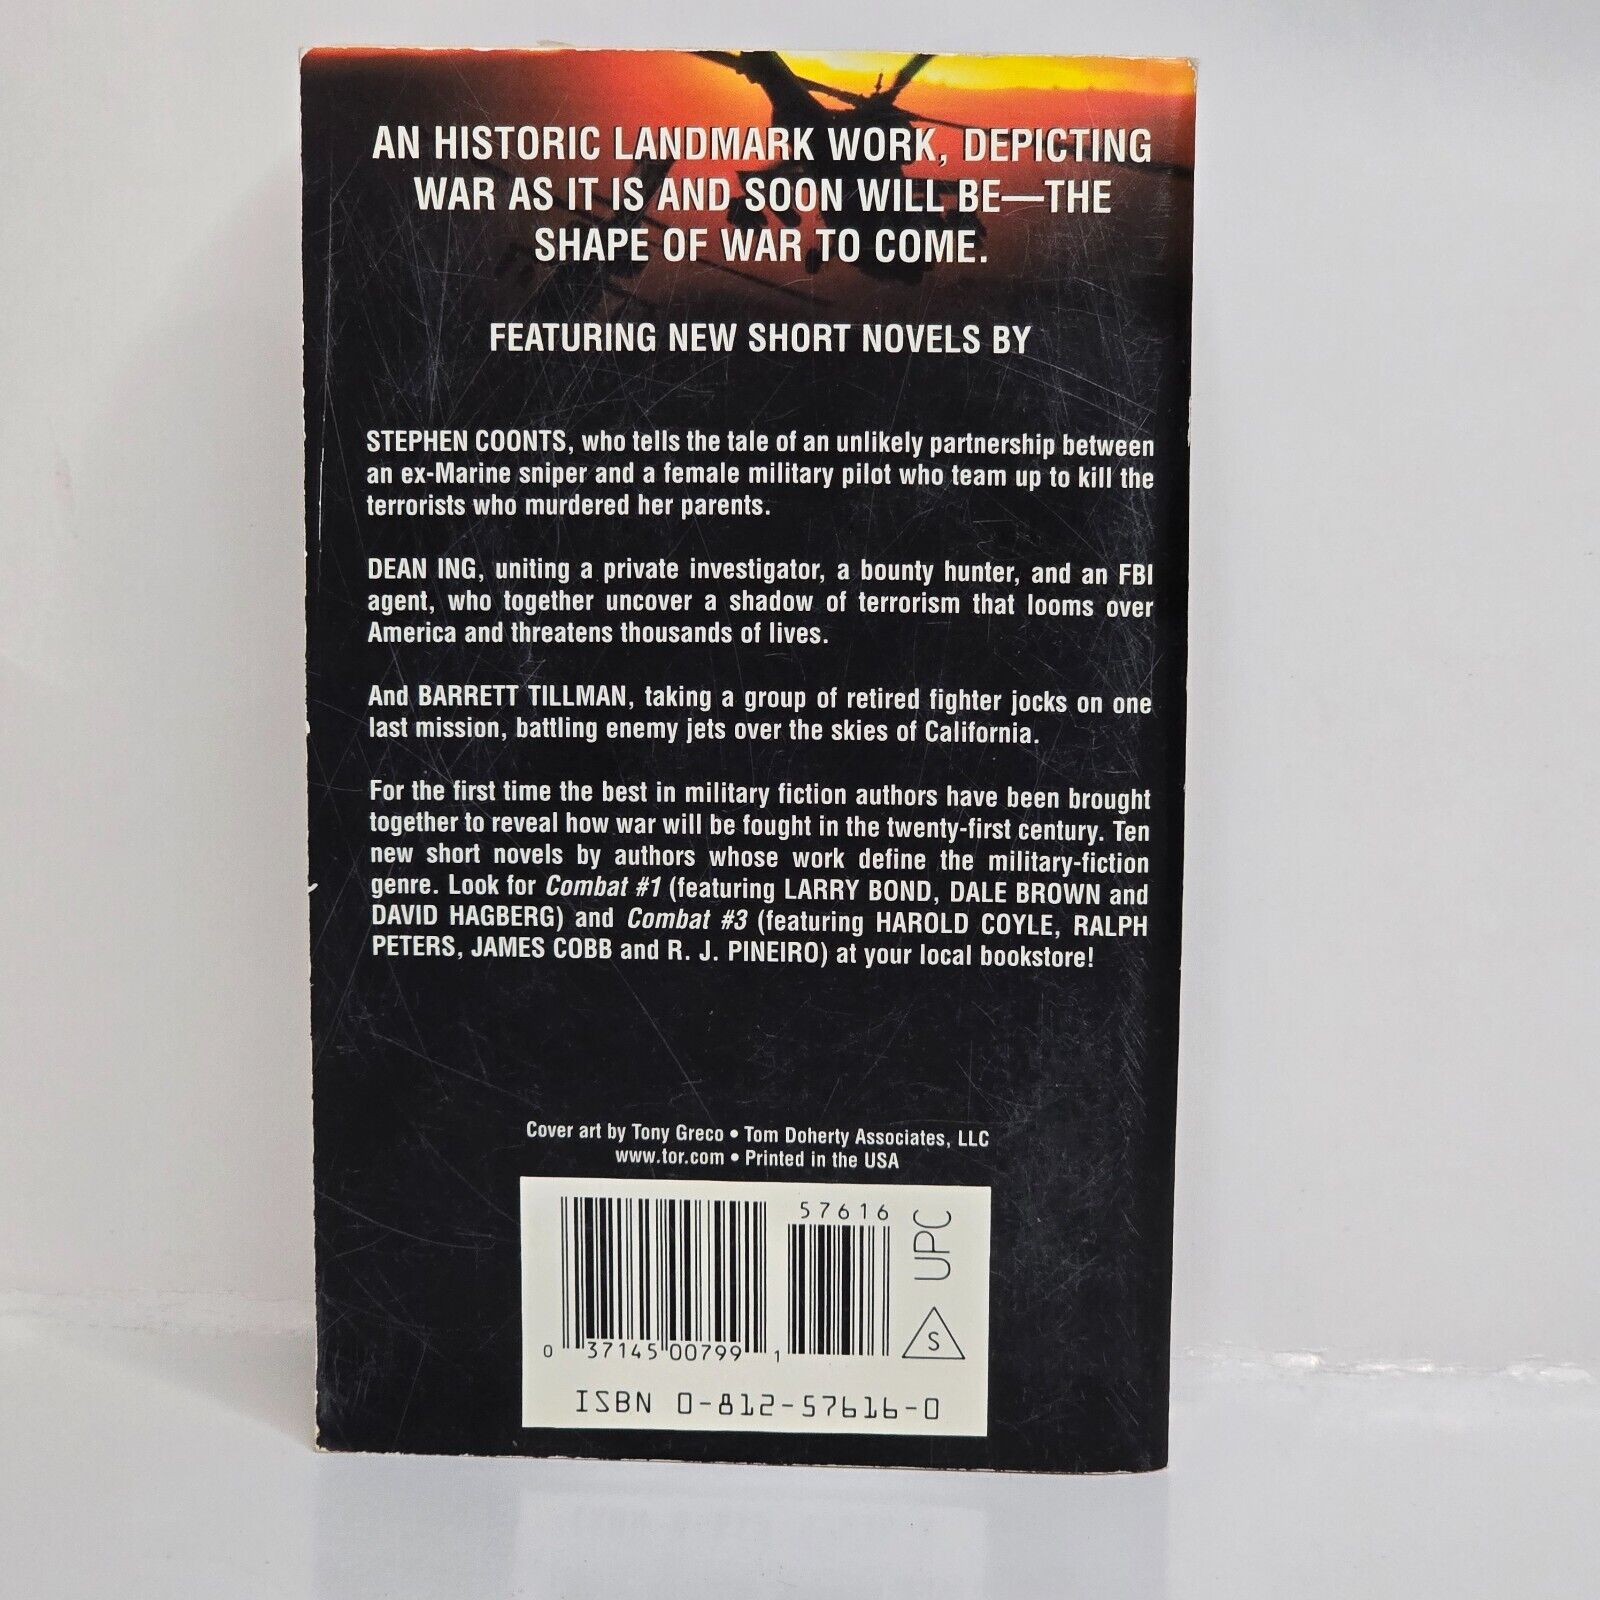 AN HISTORIC LANDMARK WORK, DEPICTING
WAR AS IT IS AND SOON WILL BE—THE
SHAPE OF WAR TO COME.
FEATURING NEW SHORT NOVELS BY
STEPHEN COONTS, who tells the tale of an unlikely partnership between
an ex-Marine sniper and a female military pilot who team up to kill the
terrorists who murdered her parents.
DEAN ING, uniting a private investigator, a bounty hunter, and an FBI
agent, who together uncover a shadow of terrorism that looms over
America and threatens thousands of lives.
And BARRETT TILLMAN, taking a group of retired fighter jocks on one
last mission, battling enemy jets over the skies of California.
For the first time the best in military fiction authors have been brought
together to reveal how war will be fought in the twenty-first century. Ten
new short novels by authors whose work define the military-fiction
genre. Look for Combat #1 (featuring LARRY BOND, DALE BROWN and
DAVID HAGBERG) and Combat #3 (featuring HAROLD COYLE, RALPH
PETERS, JAMES COBB and R. J. PINEIRO) at your local bookstore!
Cover art by Tony Greco • Tom Doherty Associates, LLC
www.tor.com • Printed in the USA
57616
UPC
S
0 37145 00799 1
ISBN 0-812-57616-0